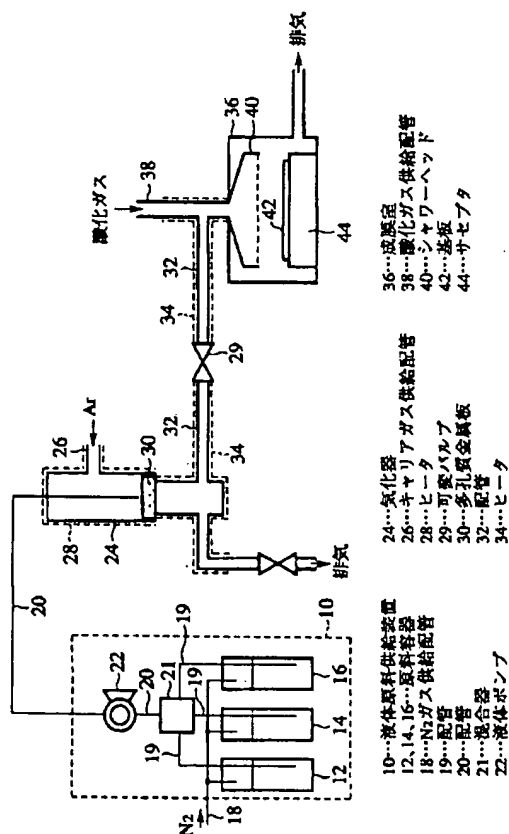 酸化ガス
38
36
40
42
44
排気
32
34
29
32
34
26
Ar
30
28
24
排気
20
22
20
21
19
19
19
10
16
14
12
18
N2
10…液体原料供給装置
12,14,16…原料容器
18…N2ガス供給配管
19…配管
20…配管
21…混合器
22…液体ポンプ
24…気化器
26…キャリアガス供給配管
28…ヒータ
29…可変バルブ
30…多孔質金属板
32…配管
34…ヒータ
36…成膜室
38…酸化ガス供給配管
40…シャワーヘッド
42…基板
44…サセプタ